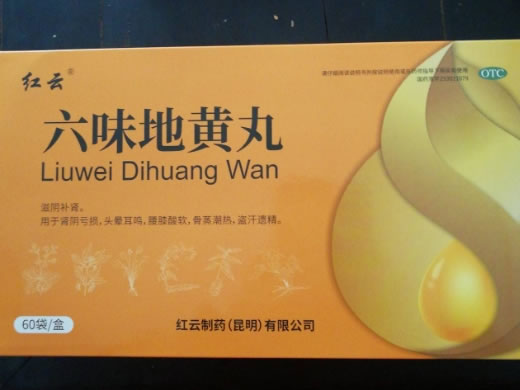 红云®
OTC
六味地黄丸
Liuwei Dihuang Wan
滋阴补肾。
用于肾阴亏损，头晕耳鸣，腰膝酸软，骨蒸潮热，盗汗遗精。
60袋/盒
红云制药(昆明)有限公司